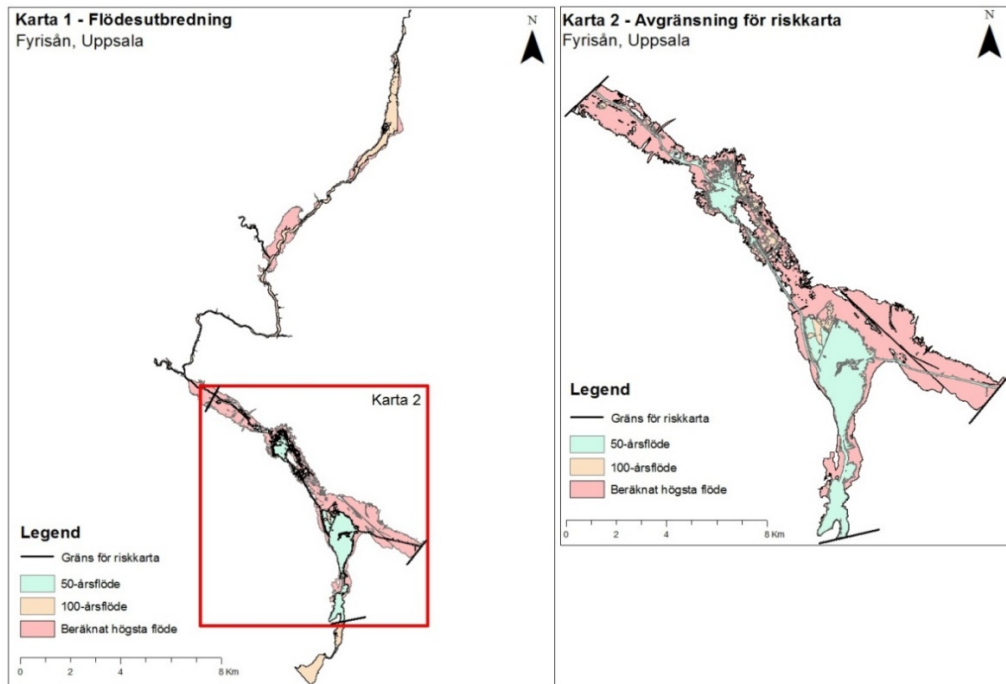 Karta 1 - Flödesutbredning
Fyrisån, Uppsala
N
Karta 2
Legend
Gräns för riskkarta
50-årsflöde
100-årsflöde
Beräknat högsta flöde
0 2 4 8 Km
Karta 2 - Avgränsning för riskkarta
Fyrisån, Uppsala
N
Legend
Gräns för riskkarta
50-årsflöde
100-årsflöde
Beräknat högsta flöde
0 2 4 8 Km